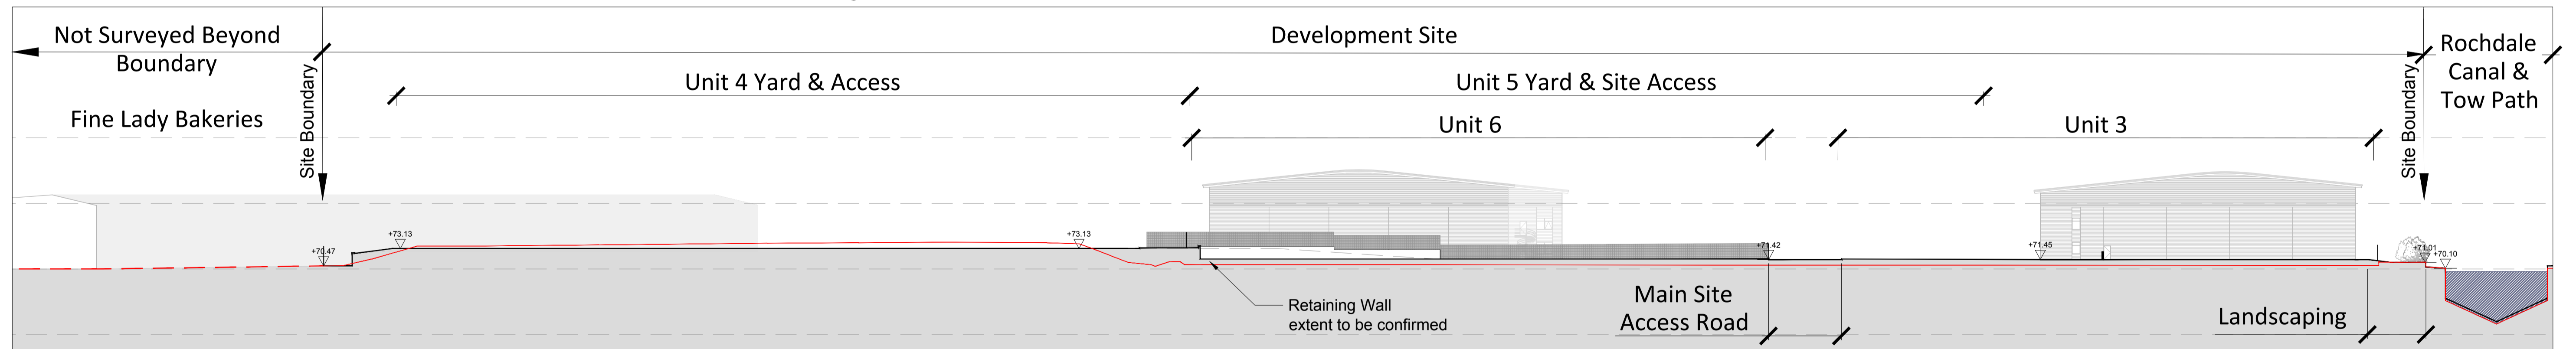 Not Surveyed Beyond
Boundary
Development Site
Rochdale
Canal &
Tow Path
Site Boundary
Unit 4 Yard & Access
Unit 5 Yard & Site Access
Site Boundary
Fine Lady Bakeries
Unit 6
Unit 3
+70.47
+73.13
+73.13
+71.42
+71.45
+71.01
+70.10
Retaining Wall
extent to be confirmed
Main Site
Access Road
Landscaping